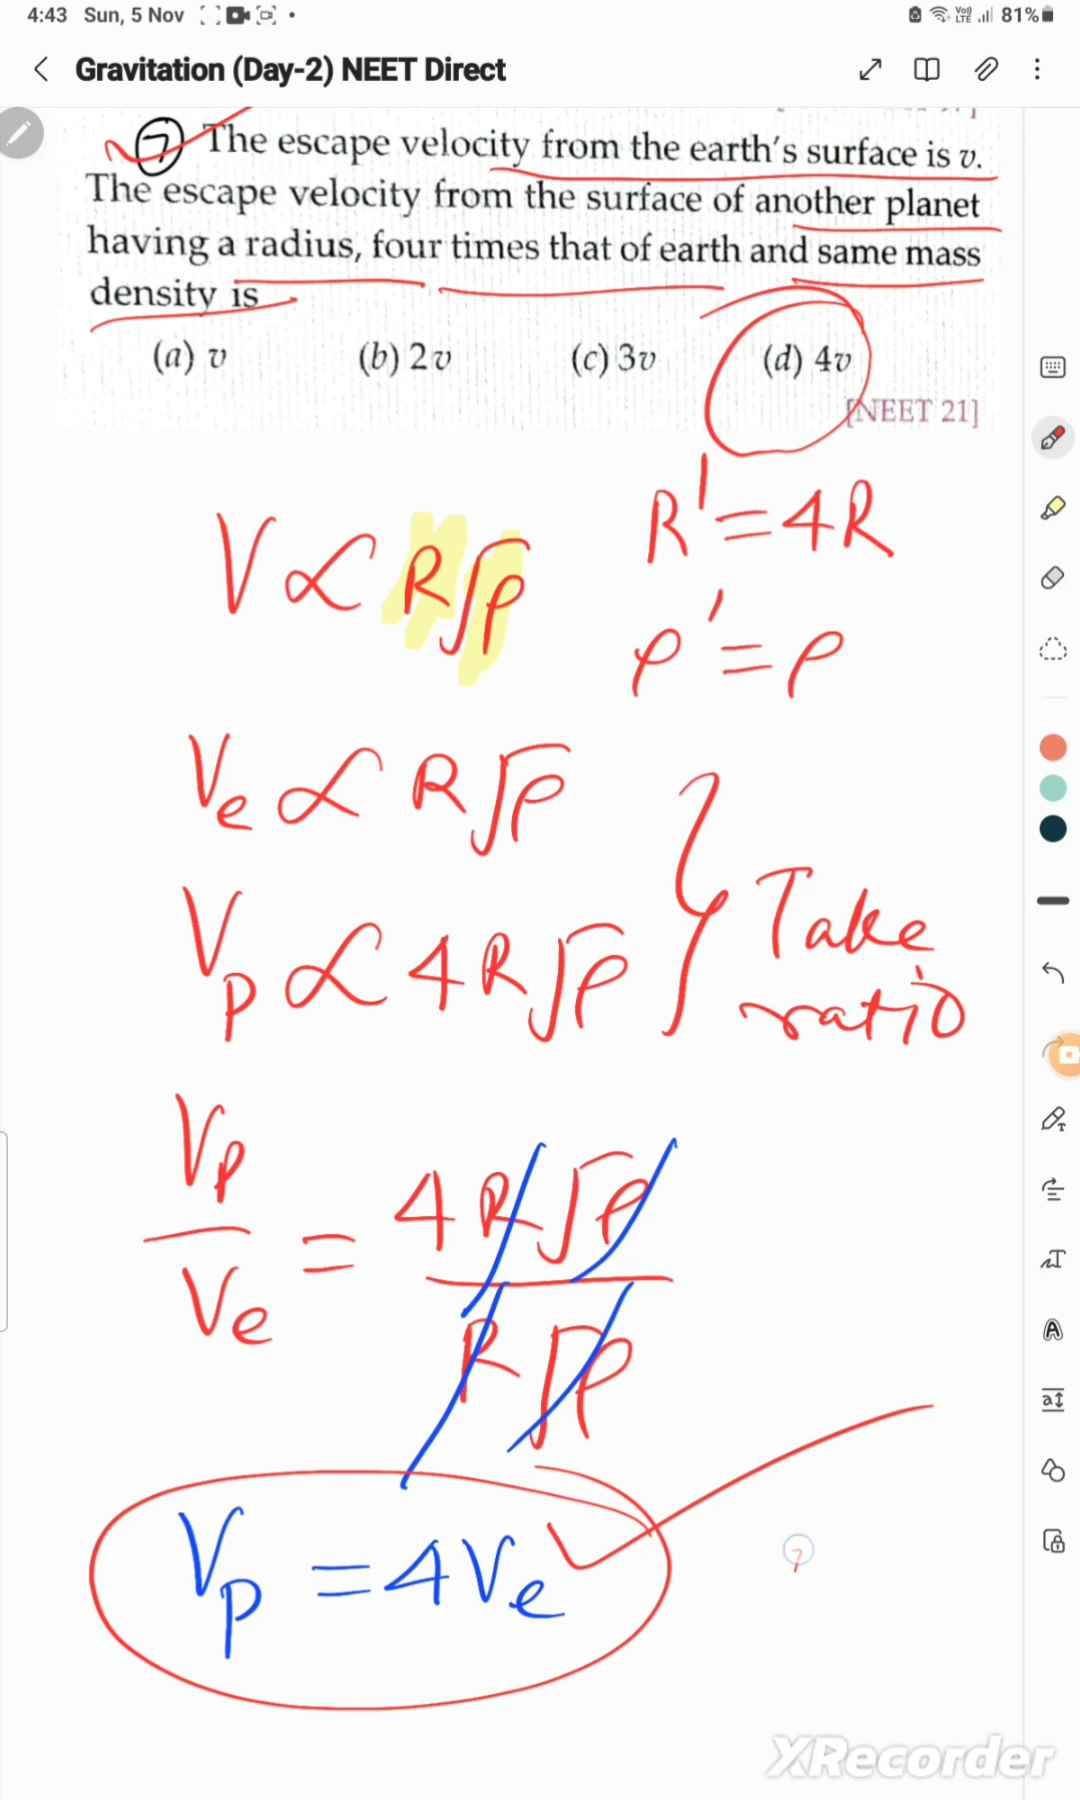 4:43 Sun, 5 Nov 81%
Gravitation (Day-2) NEET Direct
7 The escape velocity from the earth's surface is v.
The escape velocity from the surface of another planet
having a radius, four times that of earth and same mass
density is
(a) v (b) 2v (c) 3v (d) 4v
[NEET 21]
V ∝ R√ρ R' = 4R
ρ' = ρ
Ve ∝ R√ρ
Vp ∝ 4R√ρ } Take ratio
Vp/Ve = 4R√ρ / R√ρ
Vp = 4Ve
XRecorder